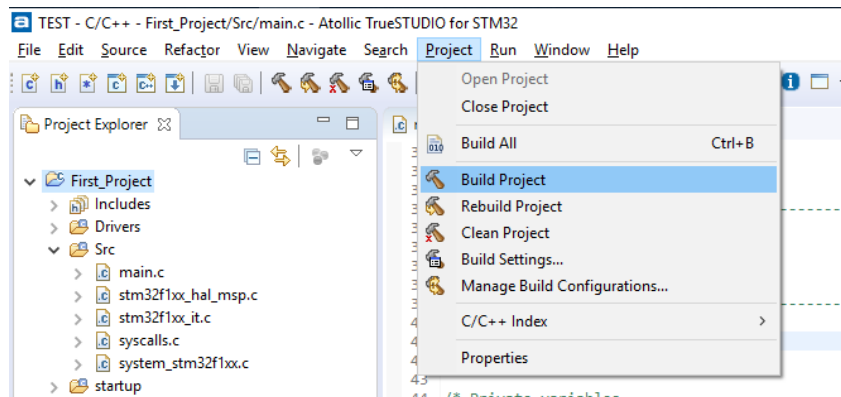 TEST - C/C++ - First_Project/Src/main.c - Atollic TrueSTUDIO for STM32
File Edit Source Refactor View Navigate Search Project Run Window Help
Open Project
Close Project
Project Explorer
Build All Ctrl+B
Build Project
First_Project
Rebuild Project
Includes
Clean Project
Drivers
Build Settings...
Src
Manage Build Configurations...
main.c
stm32f1xx_hal_msp.c
C/C++ Index
stm32f1xx_it.c
syscalls.c
Properties
system_stm32f1xx.c
startup
43